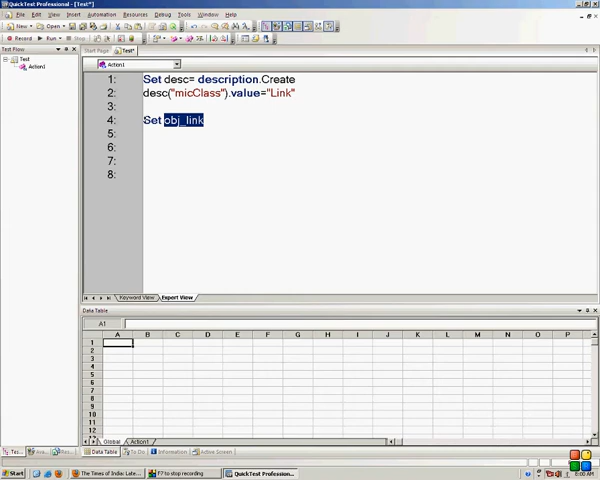 QuickTest Professional - [Test*]
File Edit View Insert Automation Resources Debug Tools Window Help
New
Record Run Stop
Test Flow
Test
Action1
Start Page Test*
Action1
1: Set desc= description.Create
2: desc("micClass").value="Link"
3:
4: Set obj_link
5:
6:
7:
8:
Keyword View Expert View
Data Table
A1
A B C D E F G H I J K L M N O P
1
2
3
4
5
6
7
8
9
10
11
12
Global Action1
Data Table To Do Information Active Screen
Start The Times of India: Late... F7 to stop recording QuickTest Profession... 8:00 AM